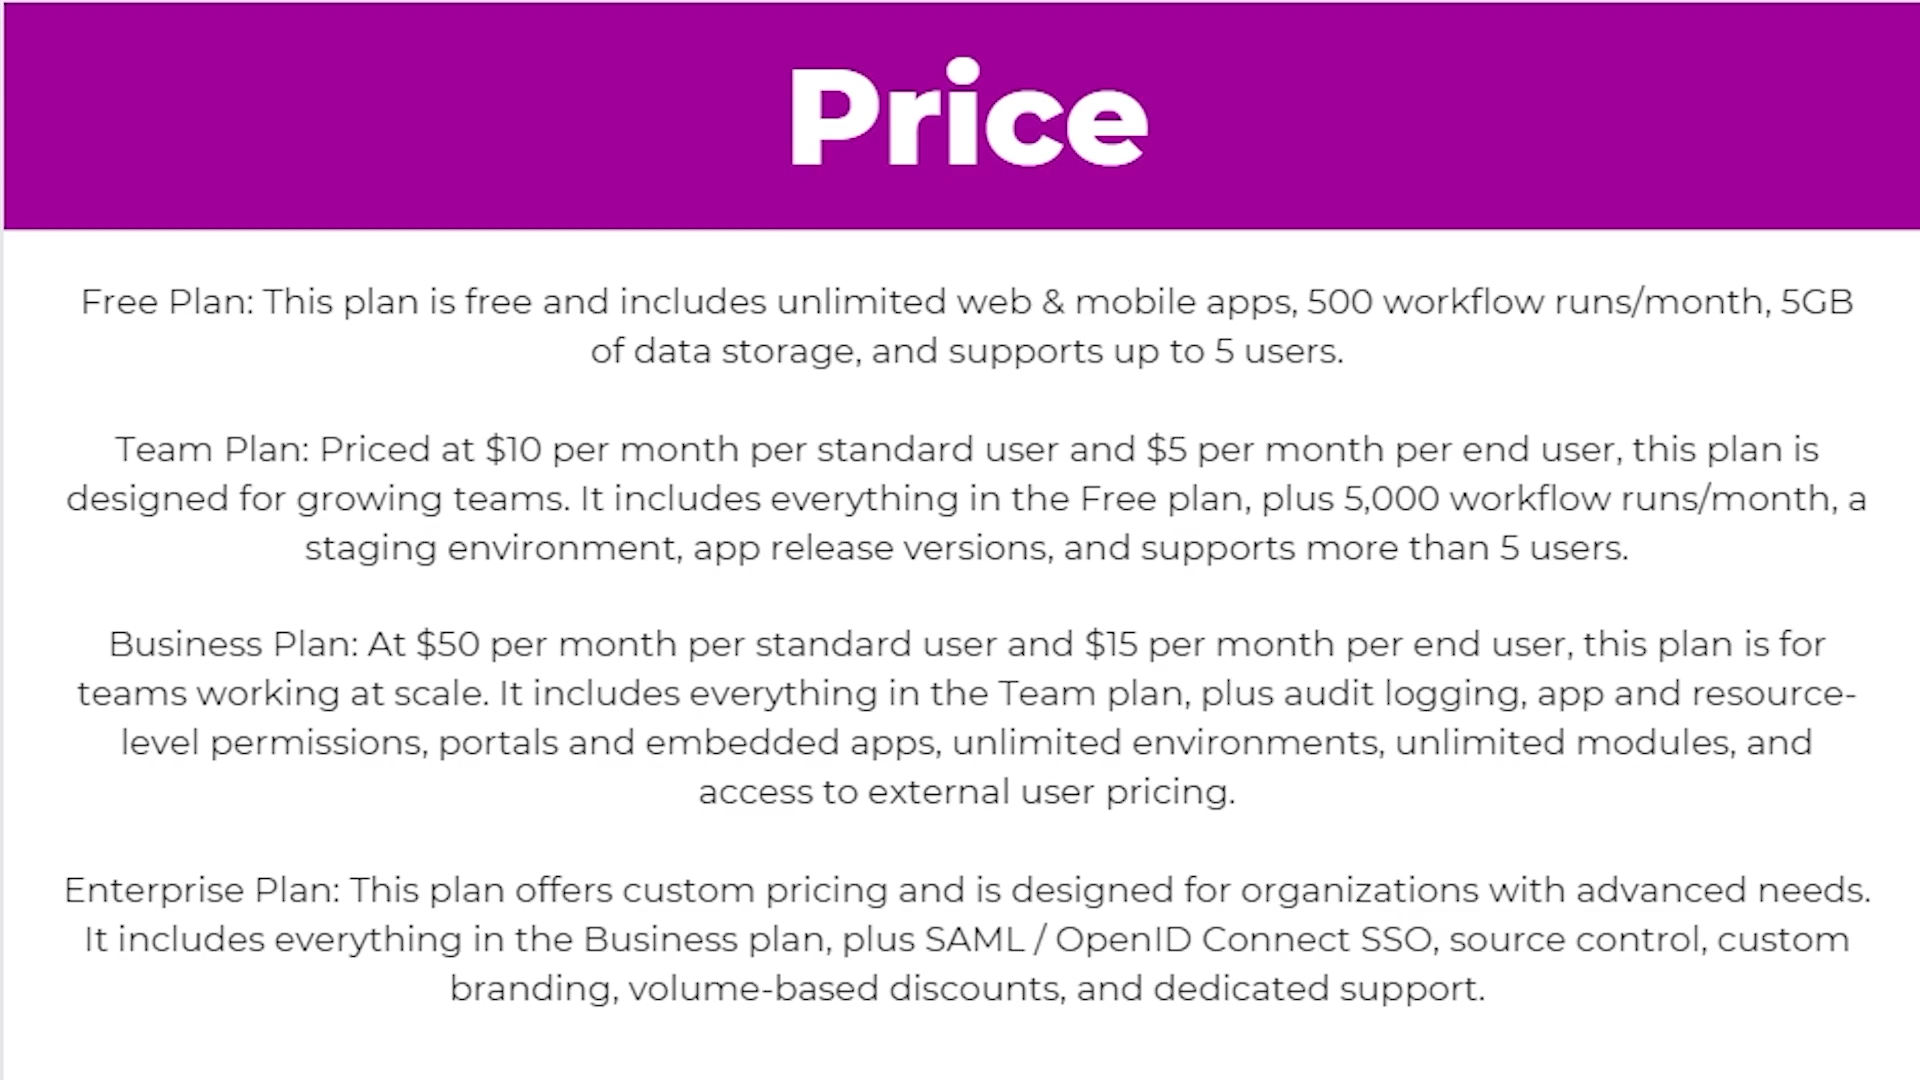 Price
Free Plan: This plan is free and includes unlimited web & mobile apps, 500 workflow runs/month, 5GB
of data storage, and supports up to 5 users.
Team Plan: Priced at $10 per month per standard user and $5 per month per end user, this plan is
designed for growing teams. It includes everything in the Free plan, plus 5,000 workflow runs/month, a
staging environment, app release versions, and supports more than 5 users.
Business Plan: At $50 per month per standard user and $15 per month per end user, this plan is for
teams working at scale. It includes everything in the Team plan, plus audit logging, app and resource-
level permissions, portals and embedded apps, unlimited environments, unlimited modules, and
access to external user pricing.
Enterprise Plan: This plan offers custom pricing and is designed for organizations with advanced needs.
It includes everything in the Business plan, plus SAML / OpenID Connect SSO, source control, custom
branding, volume-based discounts, and dedicated support.